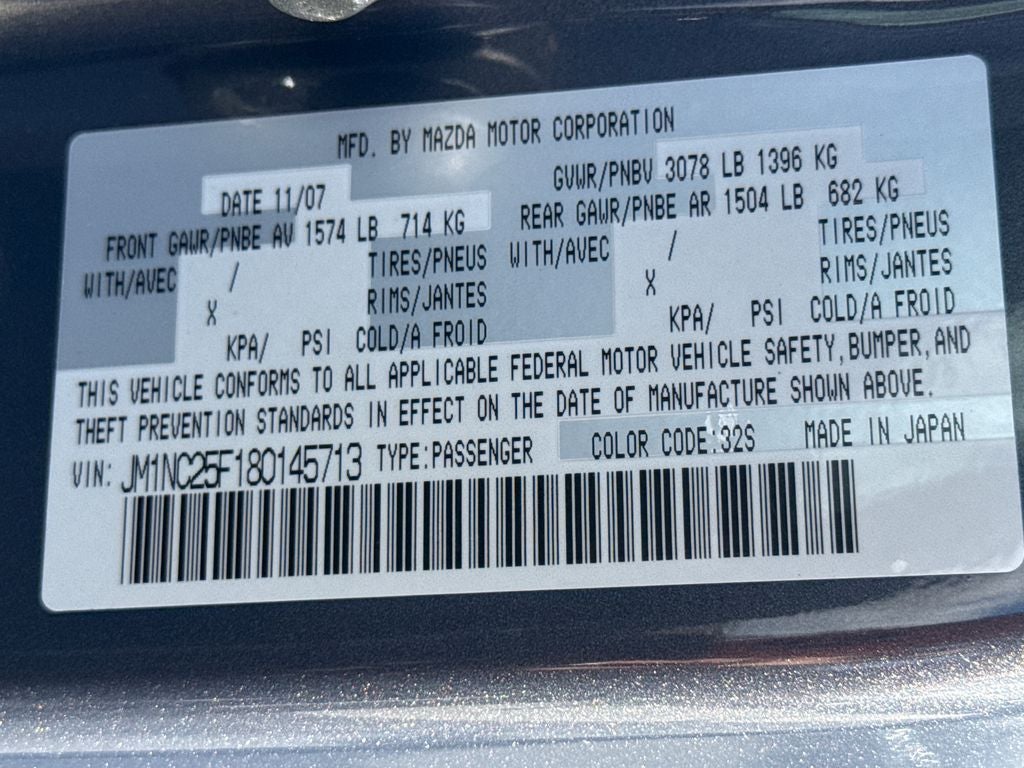 MFD. BY MAZDA MOTOR CORPORATION
DATE 11/07 GVWR/PNBV 3078 LB 1396 KG
FRONT GAWR/PNBE AV 1574 LB 714 KG REAR GAWR/PNBE AR 1504 LB 682 KG
WITH/AVEC / TIRES/PNEUS WITH/AVEC / TIRES/PNEUS
X RIMS/JANTES X RIMS/JANTES
KPA/ PSI COLD/A FROID KPA/ PSI COLD/A FROID
THIS VEHICLE CONFORMS TO ALL APPLICABLE FEDERAL MOTOR VEHICLE SAFETY, BUMPER, AND
THEFT PREVENTION STANDARDS IN EFFECT ON THE DATE OF MANUFACTURE SHOWN ABOVE.
VIN: JM1NC25F180145713 TYPE:PASSENGER COLOR CODE:32S MADE IN JAPAN